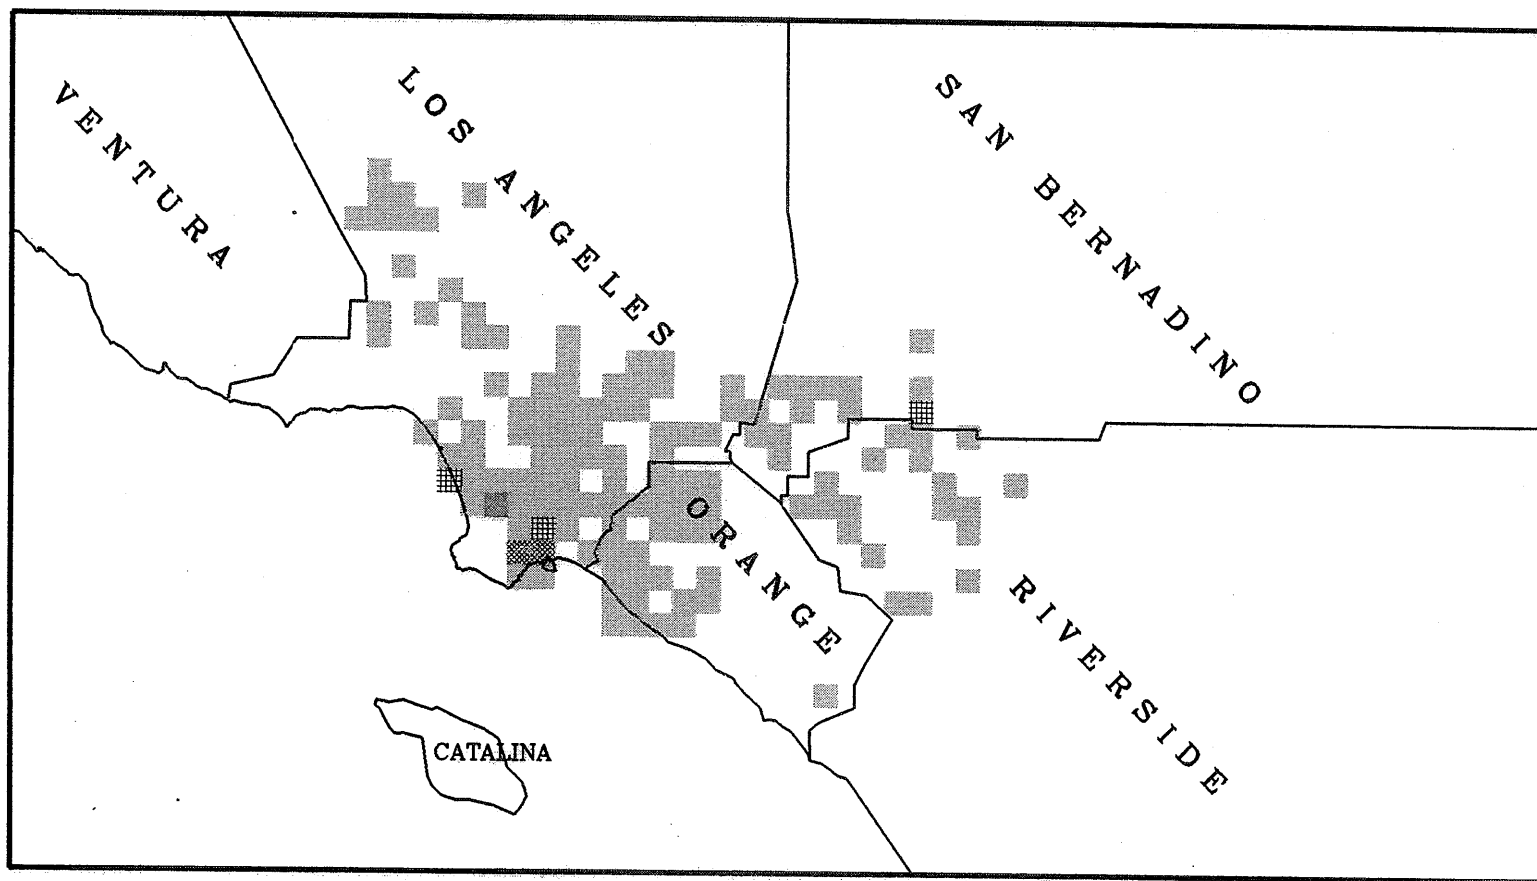 VENTURA
LOS ANGELES
SAN BERNADINO
ORANGE
RIVERSIDE
CATALINA